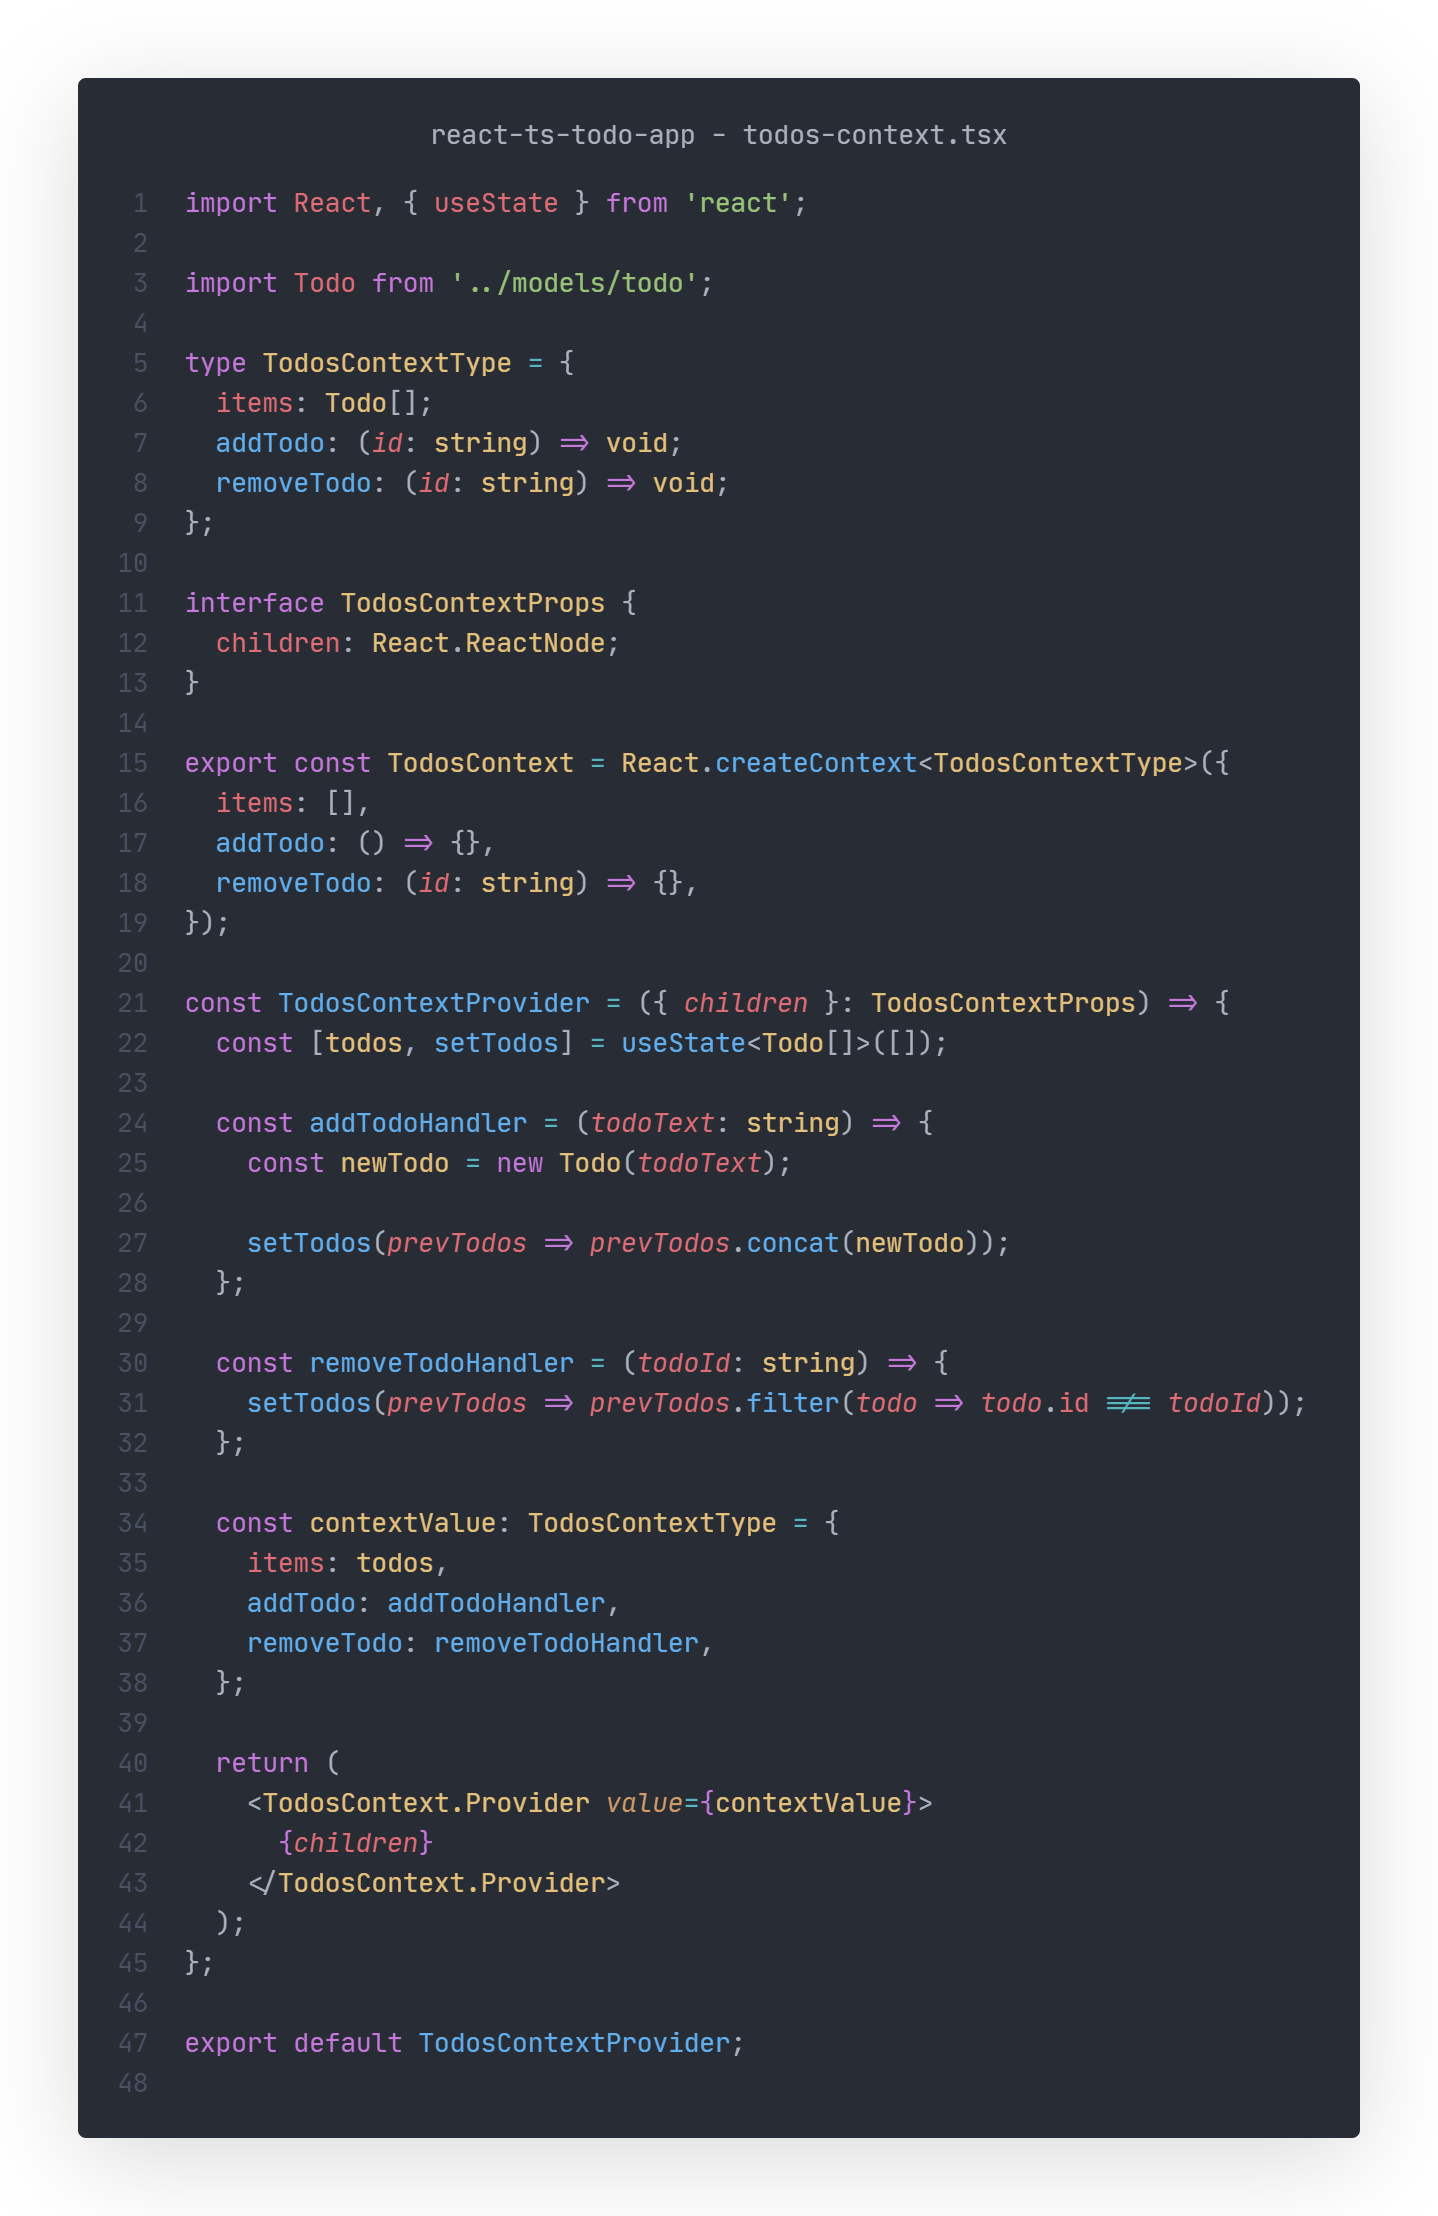 react-ts-todo-app - todos-context.tsx
1 import React, { useState } from 'react';
2
3 import Todo from '../models/todo';
4
5 type TodosContextType = {
6   items: Todo[];
7   addTodo: (id: string) => void;
8   removeTodo: (id: string) => void;
9 };
10
11 interface TodosContextProps {
12   children: React.ReactNode;
13 }
14
15 export const TodosContext = React.createContext<TodosContextType>({
16   items: [],
17   addTodo: () => {},
18   removeTodo: (id: string) => {},
19 });
20
21 const TodosContextProvider = ({ children }: TodosContextProps) => {
22   const [todos, setTodos] = useState<Todo[]>([]);
23
24   const addTodoHandler = (todoText: string) => {
25     const newTodo = new Todo(todoText);
26
27     setTodos(prevTodos => prevTodos.concat(newTodo));
28   };
29
30   const removeTodoHandler = (todoId: string) => {
31     setTodos(prevTodos => prevTodos.filter(todo => todo.id !== todoId));
32   };
33
34   const contextValue: TodosContextType = {
35     items: todos,
36     addTodo: addTodoHandler,
37     removeTodo: removeTodoHandler,
38   };
39
40   return (
41     <TodosContext.Provider value={contextValue}>
42       {children}
43     </TodosContext.Provider>
44   );
45 };
46
47 export default TodosContextProvider;
48